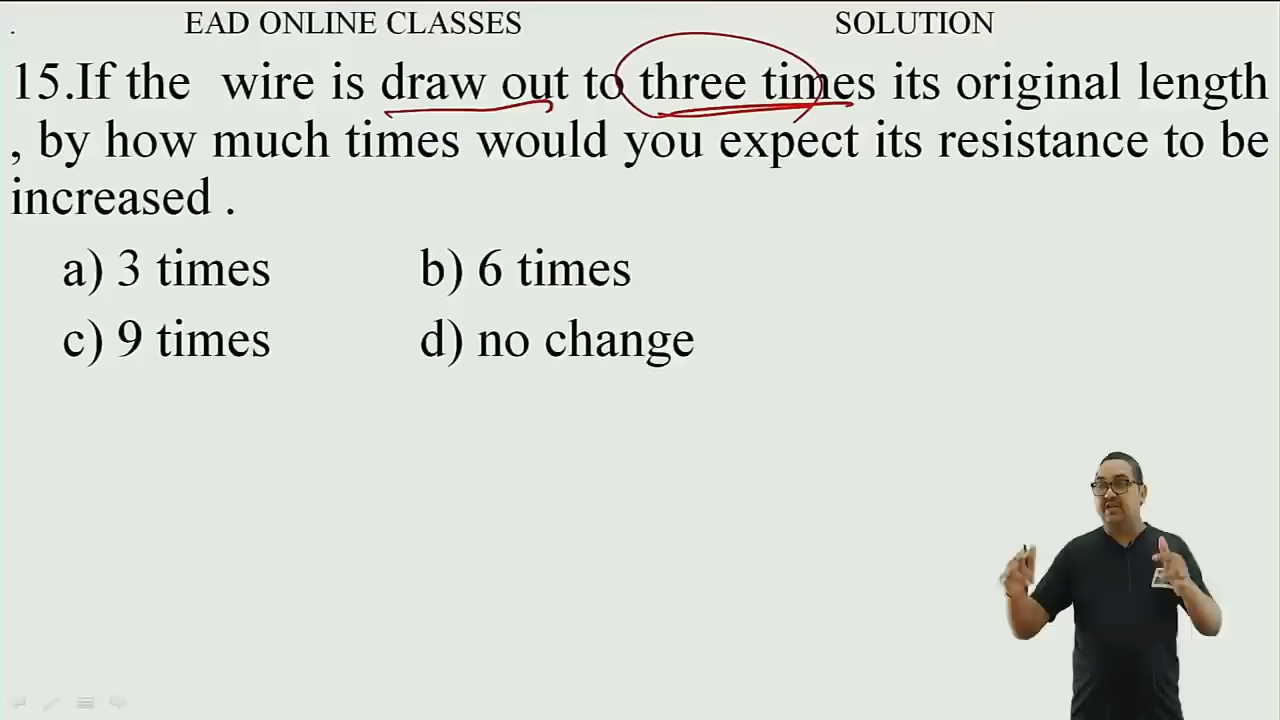 . EAD ONLINE CLASSES SOLUTION
15.If the wire is draw out to three times its original length
, by how much times would you expect its resistance to be
increased .
a) 3 times b) 6 times
c) 9 times d) no change